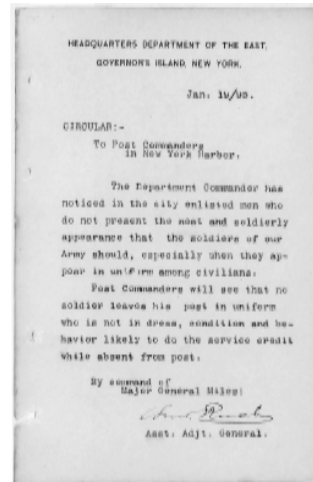 HEADQUARTERS DEPARTMENT OF THE EAST,
GOVERNOR'S ISLAND, NEW YORK,
Jan. 19/95.
CIRCULAR:-
To Post Commanders
in New York Harbor.
The Department Commander has
noticed in the city enlisted men who
do not present the neat and soldierly
appearance that the soldiers of our
Army should, especially when they ap-
pear in uniform among civilians.
Post Commanders will see that no
soldier leaves his post in uniform
who is not in dress, condition and be-
havior likely to do the service credit
while absent from post.
By command of
Major General Miles:
Asst. Adjt. General.